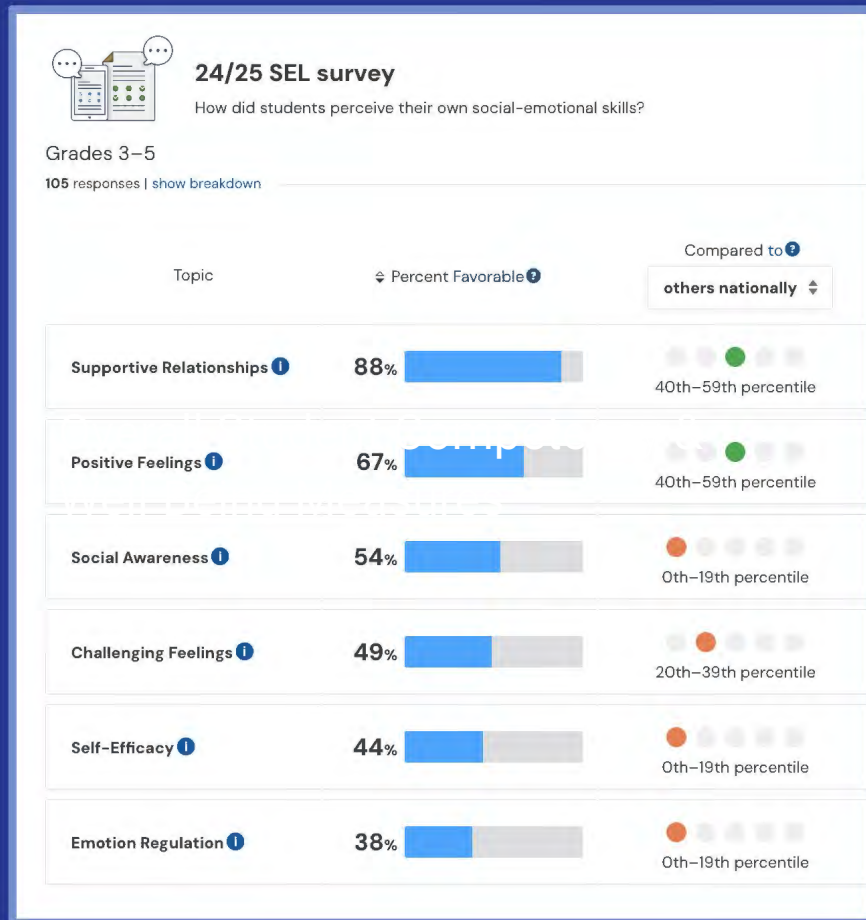 24/25 SEL survey
How did students perceive their own social-emotional skills?
Grades 3–5
105 responses | show breakdown
Topic
Percent Favorable
Compared to
others nationally
Supportive Relationships
88%
40th–59th percentile
Positive Feelings
67%
40th–59th percentile
Social Awareness
54%
0th–19th percentile
Challenging Feelings
49%
20th–39th percentile
Self-Efficacy
44%
0th–19th percentile
Emotion Regulation
38%
0th–19th percentile